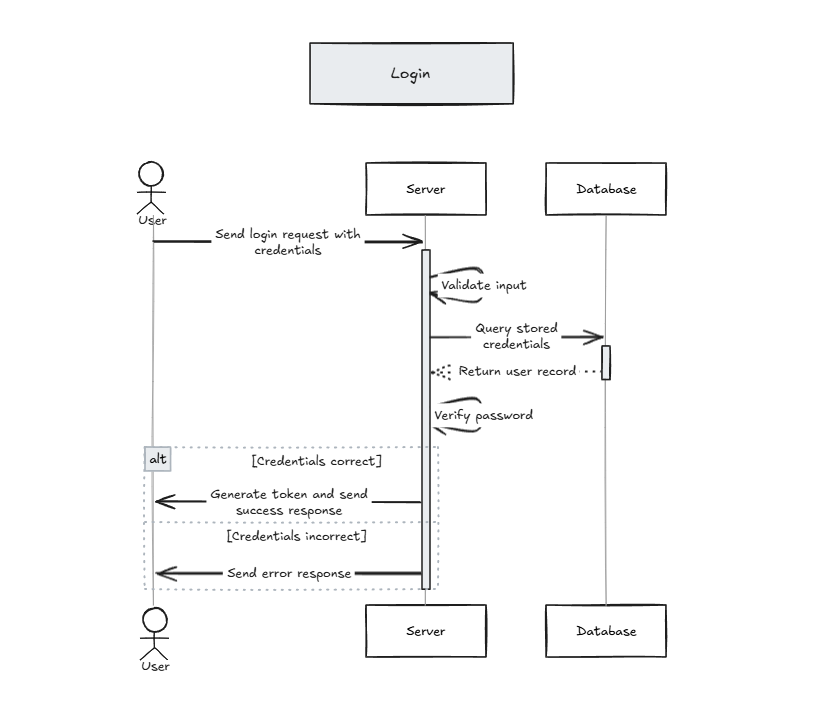 Login
User
Server
Database
Send login request with
credentials
Validate input
Query stored
credentials
Return user record
Verify password
alt
[Credentials correct]
Generate token and send
success response
[Credentials incorrect]
Send error response
User
Server
Database